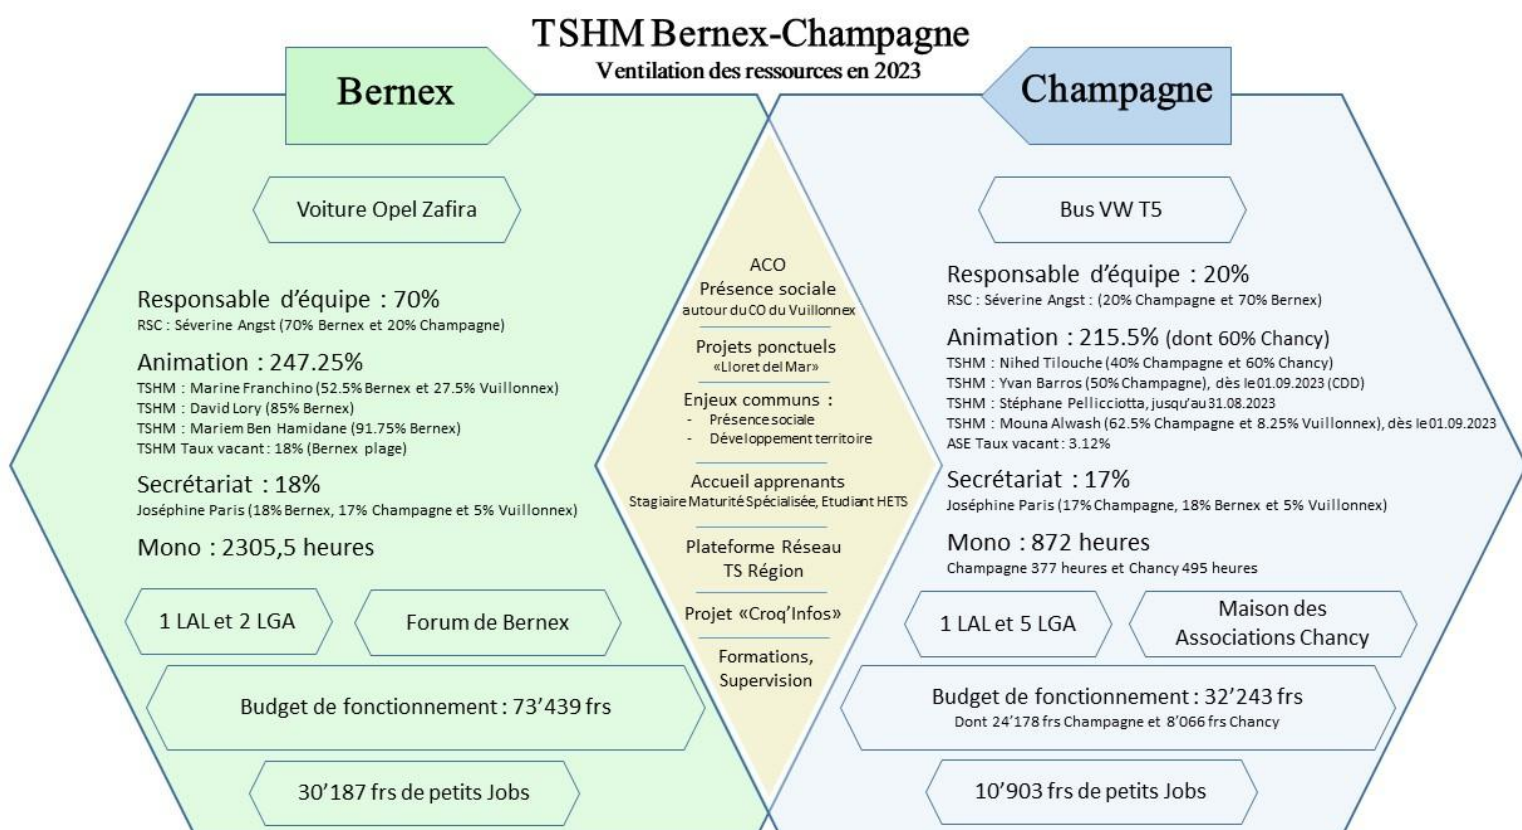 TSHM Bernex-Champagne
Ventilation des ressources en 2023
Bernex
Voiture Opel Zafira
Responsable d'équipe : 70%
RSC : Séverine Angst (70% Bernex et 20% Champagne)
Animation : 247.25%
TSHM : Marine Franchino (52.5% Bernex et 27.5% Vuillonnex)
TSHM : David Lory (85% Bernex)
TSHM : Mariem Ben Hamidane (91.75% Bernex)
TSHM Taux vacant : 18% (Bernex plage)
Secrétariat : 18%
Joséphine Paris (18% Bernex, 17% Champagne et 5% Vuillonnex)
Mono : 2305,5 heures
1 LAL et 2 LGA
Forum de Bernex
Budget de fonctionnement : 73'439 frs
30'187 frs de petits Jobs
ACO
Présence sociale
autour du CO du Vuillonnex
Projets ponctuels
«Lloret del Mar»
Enjeux communs :
- Présence sociale
- Développement territoire
Accueil apprenants
Stagiaire Maturité Spécialisée, Etudiant HETS
Plateforme Réseau
TS Région
Projet «Croq'Infos»
Formations,
Supervision
Champagne
Bus VW T5
Responsable d'équipe : 20%
RSC : Séverine Angst : (20% Champagne et 70% Bernex)
Animation : 215.5% (dont 60% Chancy)
TSHM : Nihed Tilouche (40% Champagne et 60% Chancy)
TSHM : Yvan Barros (50% Champagne), dès le 01.09.2023 (CDD)
TSHM : Stéphane Pellicciotta, jusqu'au 31.08.2023
TSHM : Mouna Alwash (62.5% Champagne et 8.25% Vuillonnex), dès le 01.09.2023
ASE Taux vacant : 3.12%
Secrétariat : 17%
Joséphine Paris (17% Champagne, 18% Bernex et 5% Vuillonnex)
Mono : 872 heures
Champagne 377 heures et Chancy 495 heures
1 LAL et 5 LGA
Maison des
Associations Chancy
Budget de fonctionnement : 32'243 frs
Dont 24'178 frs Champagne et 8'066 frs Chancy
10'903 frs de petits Jobs